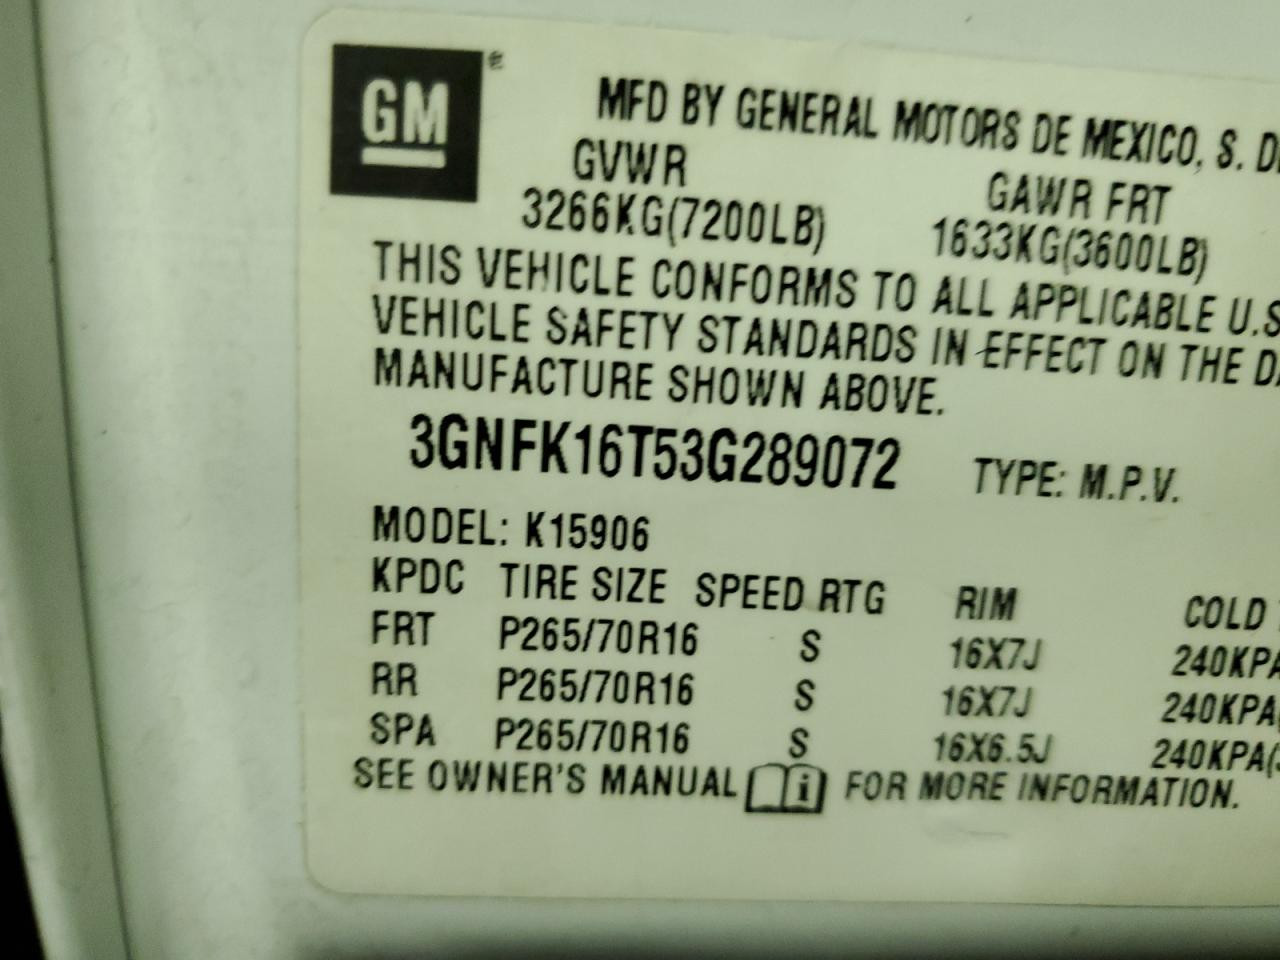 GM
MFD BY GENERAL MOTORS DE MEXICO, S.
GVWR GAWR FRT
3266KG(7200LB) 1633KG(3600LB)
THIS VEHICLE CONFORMS TO ALL APPLICABLE U.S
VEHICLE SAFETY STANDARDS IN EFFECT ON THE
MANUFACTURE SHOWN ABOVE.
3GNFK16T53G289072 TYPE: M.P.V.
MODEL: K15906
KPDC TIRE SIZE SPEED RTG RIM COLD
FRT P265/70R16 S 16X7J 240KPA
RR P265/70R16 S 16X7J 240KPA(
SPA P265/70R16 S 16X6.5J 240KPA(
SEE OWNER'S MANUAL i FOR MORE INFORMATION.